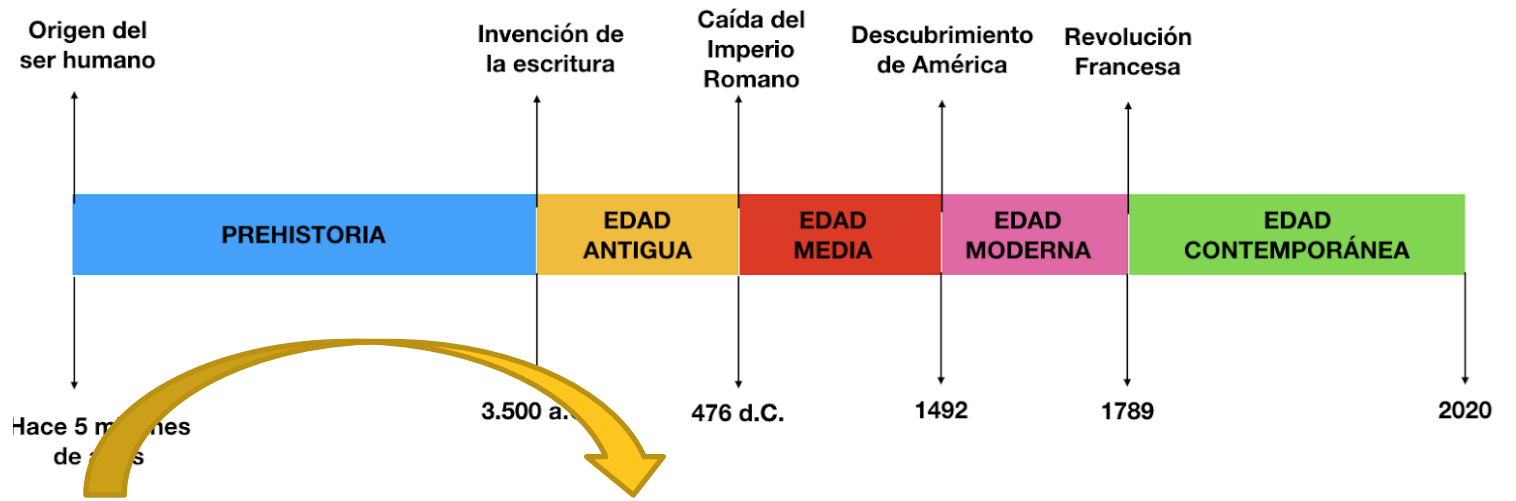 Origen del
ser humano
Invención de
la escritura
Caída del
Imperio
Romano
Descubrimiento
de América
Revolución
Francesa
PREHISTORIA
EDAD
ANTIGUA
EDAD
MEDIA
EDAD
MODERNA
EDAD
CONTEMPORÁNEA
Hace 5
de
3.500
476 d.C.
1492
1789
2020